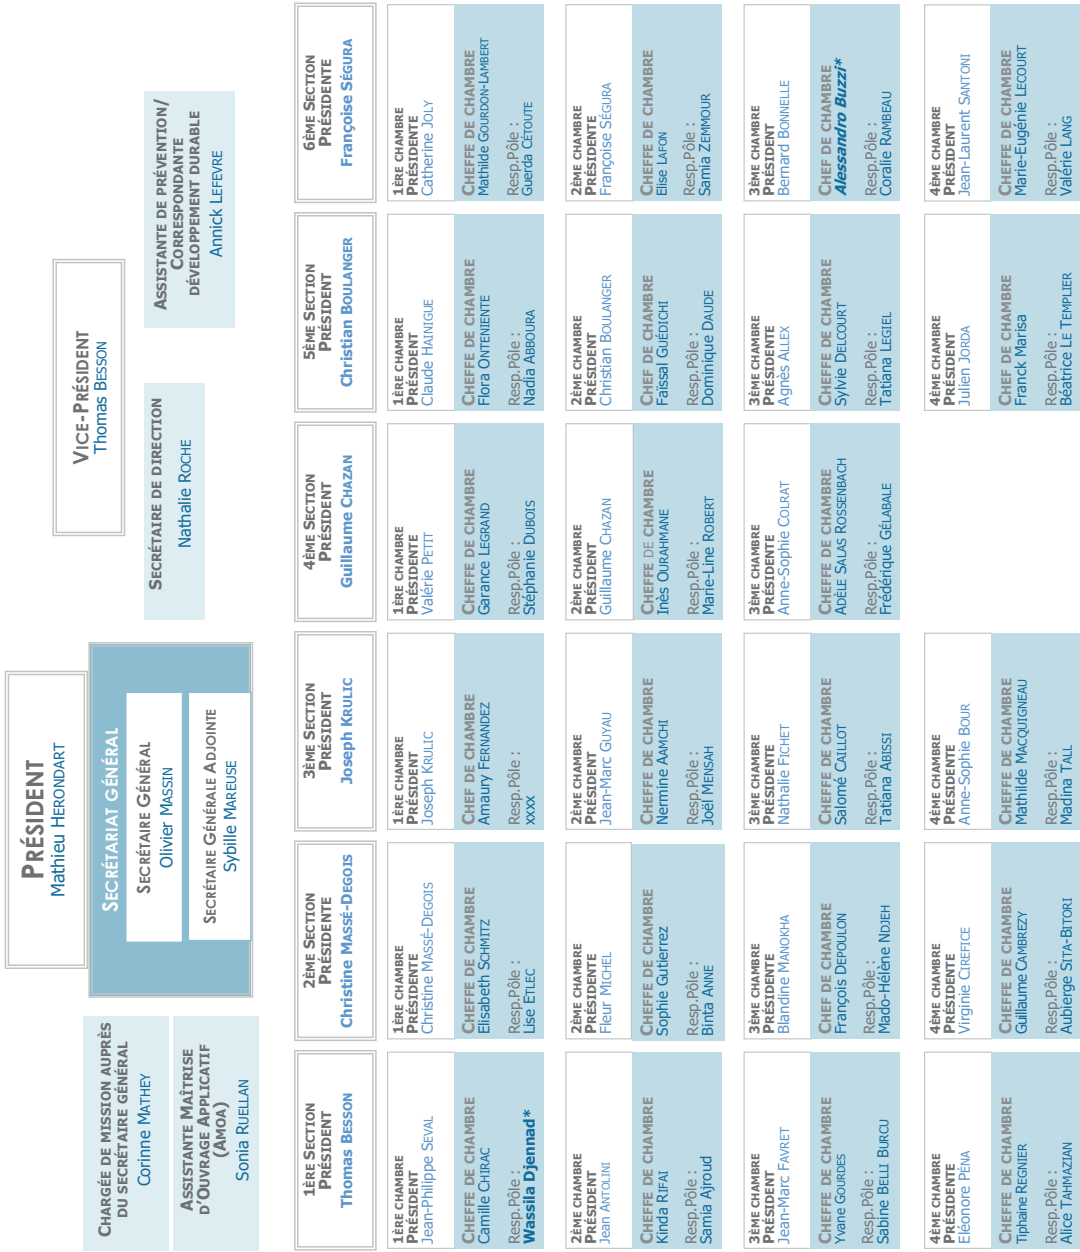 PRÉSIDENT
Mathieu HERONDART
VICE-PRÉSIDENT
Thomas BESSON
SECRÉTARIAT GÉNÉRAL
SECRÉTAIRE GÉNÉRAL
Olivier MASSIN
SECRÉTAIRE GÉNÉRALE ADJOINTE
Sybille MAREUSE
CHARGÉE DE MISSION AUPRÈS
DU SECRÉTAIRE GÉNÉRAL
Corinne MATHEY
ASSISTANTE MAÎTRISE
D'OUVRAGE APPLICATIF
(AMOA)
Sonia RUELLAN
SECRÉTAIRE DE DIRECTION
Nathalie ROCHE
ASSISTANTE DE PRÉVENTION/
CORRESPONDANTE
DÉVELOPPEMENT DURABLE
Annick LEFEVRE
1ÈRE SECTION
PRÉSIDENT
Thomas BESSON
2ÈME SECTION
PRÉSIDENTE
Christine MASSÉ-DEGOIS
3ÈME SECTION
PRÉSIDENT
Joseph KRULIC
4ÈME SECTION
PRÉSIDENT
Guillaume CHAZAN
5ÈME SECTION
PRÉSIDENT
Christian BOULANGER
6ÈME SECTION
PRÉSIDENTE
Françoise SÉGURA
1ÈRE CHAMBRE
PRÉSIDENT
Jean-Philippe SEVAL
CHEFFE DE CHAMBRE
Camille CHIRAC
Resp.Pôle :
Wassila Djennad*
1ÈRE CHAMBRE
PRÉSIDENTE
Christine MASSÉ-DEGOIS
CHEFFE DE CHAMBRE
Elisabeth SCHMITZ
Resp.Pôle :
Lise ETLEC
1ÈRE CHAMBRE
PRÉSIDENT
Joseph KRULIC
CHEF DE CHAMBRE
Amaury FERNANDEZ
Resp.Pôle :
xxxx
1ÈRE CHAMBRE
PRÉSIDENTE
Valérie PETIT
CHEFFE DE CHAMBRE
Garance LEGRAND
Resp.Pôle :
Stéphanie DUBOIS
1ÈRE CHAMBRE
PRÉSIDENT
Claude HAINIGUE
CHEFFE DE CHAMBRE
Flora ONTENIENTE
Resp.Pôle :
Nadia ABBOURA
1ÈRE CHAMBRE
PRÉSIDENTE
Catherine JOLY
CHEFFE DE CHAMBRE
Mathilde GOURDON-LAMBERT
Resp.Pôle :
Guerda CÉTOUTE
2ÈME CHAMBRE
PRÉSIDENT
Jean ANTOLINI
CHEFFE DE CHAMBRE
Kinda RIFAI
Resp.Pôle :
Samia Ajroud
2ÈME CHAMBRE
PRÉSIDENTE
Fleur MICHEL
CHEFFE DE CHAMBRE
Sophie Gutierrez
Resp.Pôle :
Binta ANNE
2ÈME CHAMBRE
PRÉSIDENT
Jean-Marc GUYAU
CHEFFE DE CHAMBRE
Nermine AAMCHI
Resp.Pôle :
Joël MENSAH
2ÈME CHAMBRE
PRÉSIDENT
Guillaume CHAZAN
CHEFFE DE CHAMBRE
Inès OURAHMANE
Resp.Pôle :
Marie-Line ROBERT
2ÈME CHAMBRE
PRÉSIDENT
Christian BOULANGER
CHEF DE CHAMBRE
Faissal GUÉDICHI
Resp.Pôle :
Dominique DAUDE
2ÈME CHAMBRE
PRÉSIDENTE
Françoise SÉGURA
CHEFFE DE CHAMBRE
Elise LAFON
Resp.Pôle :
Samia ZEMMOUR
3ÈME CHAMBRE
PRÉSIDENT
Jean-Marc FAVRET
CHEFFE DE CHAMBRE
Yvane GOURDES
Resp.Pôle :
Sabine BELLI BURCU
3ÈME CHAMBRE
PRÉSIDENTE
Blandine MANOKHA
CHEF DE CHAMBRE
François DEPOULON
Resp.Pôle :
Mado-Hélène NDJEH
3ÈME CHAMBRE
PRÉSIDENTE
Nathalie FICHET
CHEFFE DE CHAMBRE
Salomé CAILLOT
Resp.Pôle :
Tatiana ABISSI
3ÈME CHAMBRE
PRÉSIDENTE
Anne-Sophie COLRAT
CHEFFE DE CHAMBRE
ADÈLE SALAS ROSSENBACH
Resp.Pôle :
Frédérique GÉLABALE
3ÈME CHAMBRE
PRÉSIDENTE
Agnès ALLEX
CHEFFE DE CHAMBRE
Sylvie DELCOURT
Resp.Pôle :
Tatiana LEGIEL
3ÈME CHAMBRE
PRÉSIDENT
Bernard BONNELLE
CHEF DE CHAMBRE
Alessandro Buzzi*
Resp.Pôle :
Coralie RAMBEAU
4ÈME CHAMBRE
PRÉSIDENTE
Eléonore PÉNA
CHEFFE DE CHAMBRE
Tiphaine REGNIER
Resp.Pôle :
Alice TAHMAZIAN
4ÈME CHAMBRE
PRÉSIDENTE
Virginie CIREFICE
CHEFFE DE CHAMBRE
Guillaume CAMBREZY
Resp.Pôle :
Aubierge SITA-BITORI
4ÈME CHAMBRE
PRÉSIDENTE
Anne-Sophie BOUR
CHEFFE DE CHAMBRE
Mathilde MACQUIGNEAU
Resp.Pôle :
Madina TALL
4ÈME CHAMBRE
PRÉSIDENT
Julien JORDA
CHEF DE CHAMBRE
Franck Marisa
Resp.Pôle :
Béatrice LE TEMPLIER
4ÈME CHAMBRE
PRÉSIDENT
Jean-Laurent SANTONI
CHEFFE DE CHAMBRE
Marie-Eugénie LECOURT
Resp.Pôle :
Valérie LANG